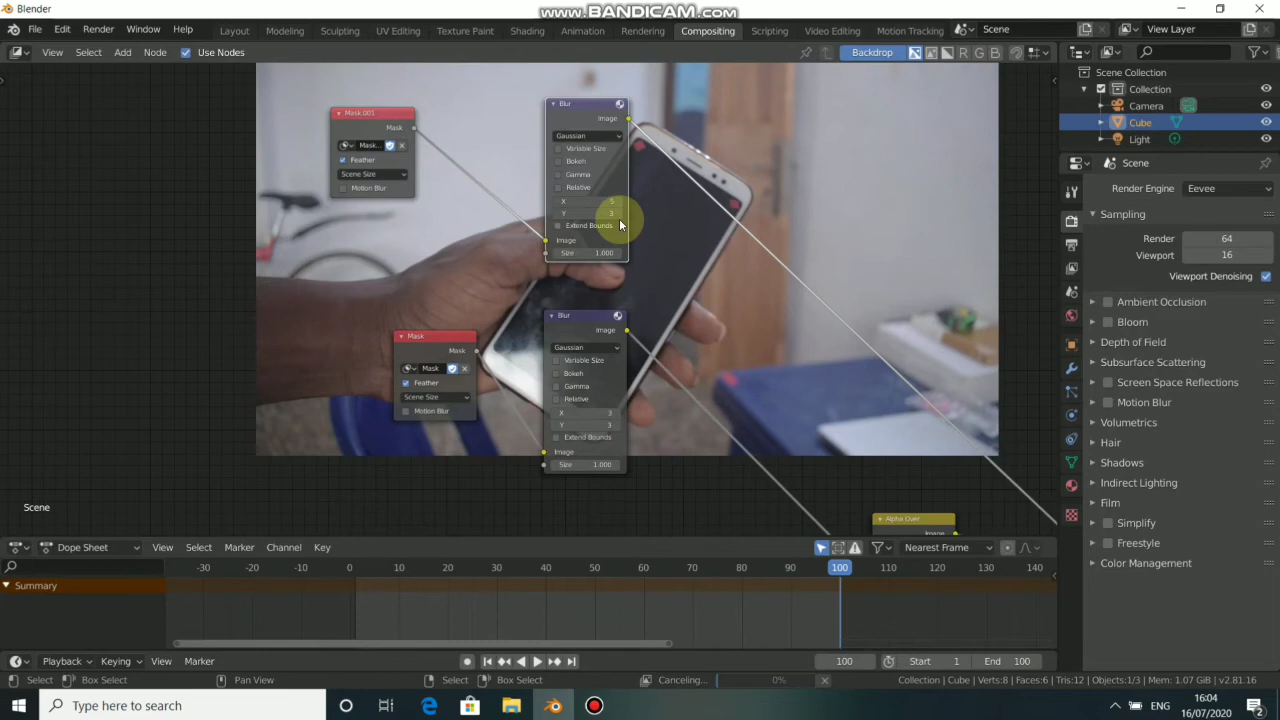 Blender
www.BANDICAM.com
File Edit Render Window Help
Layout Modeling Sculpting UV Editing Texture Paint Shading Animation Rendering Compositing Scripting Video Editing Motion Tracking
Scene
View Layer
View Select Add Node Use Nodes
Backdrop
R G B
Scene Collection
Collection
Camera
Cube
Light
Mask.001
Mask
Mask...
Feather
Scene Size
Motion Blur
Blur
Image
Gaussian
Variable Size
Bokeh
Gamma
Relative
X 5
Y 3
Extend Bounds
Image
Size 1.000
Mask
Mask
Mask
Feather
Scene Size
Motion Blur
Blur
Image
Gaussian
Variable Size
Bokeh
Gamma
Relative
X 3
Y 3
Extend Bounds
Image
Size 1.000
Alpha Over
Image
Scene
Scene
Render Engine Eevee
Sampling
Render 64
Viewport 16
Viewport Denoising
Ambient Occlusion
Bloom
Depth of Field
Subsurface Scattering
Screen Space Reflections
Motion Blur
Volumetrics
Hair
Shadows
Indirect Lighting
Film
Simplify
Freestyle
Color Management
Dope Sheet View Select Marker Channel Key
Nearest Frame
-30 -20 -10 0 10 20 30 40 50 60 70 80 90 100 110 120 130 140
Summary
Playback Keying View Marker
100 Start 1 End 100
Select Box Select Pan View Select Box Select Canceling... 0% Collection | Cube | Verts:8 | Faces:6 | Tris:12 | Objects:1/3 | Mem: 1.07 GiB | v2.81.16
Type here to search
ENG
16:04
16/07/2020
2